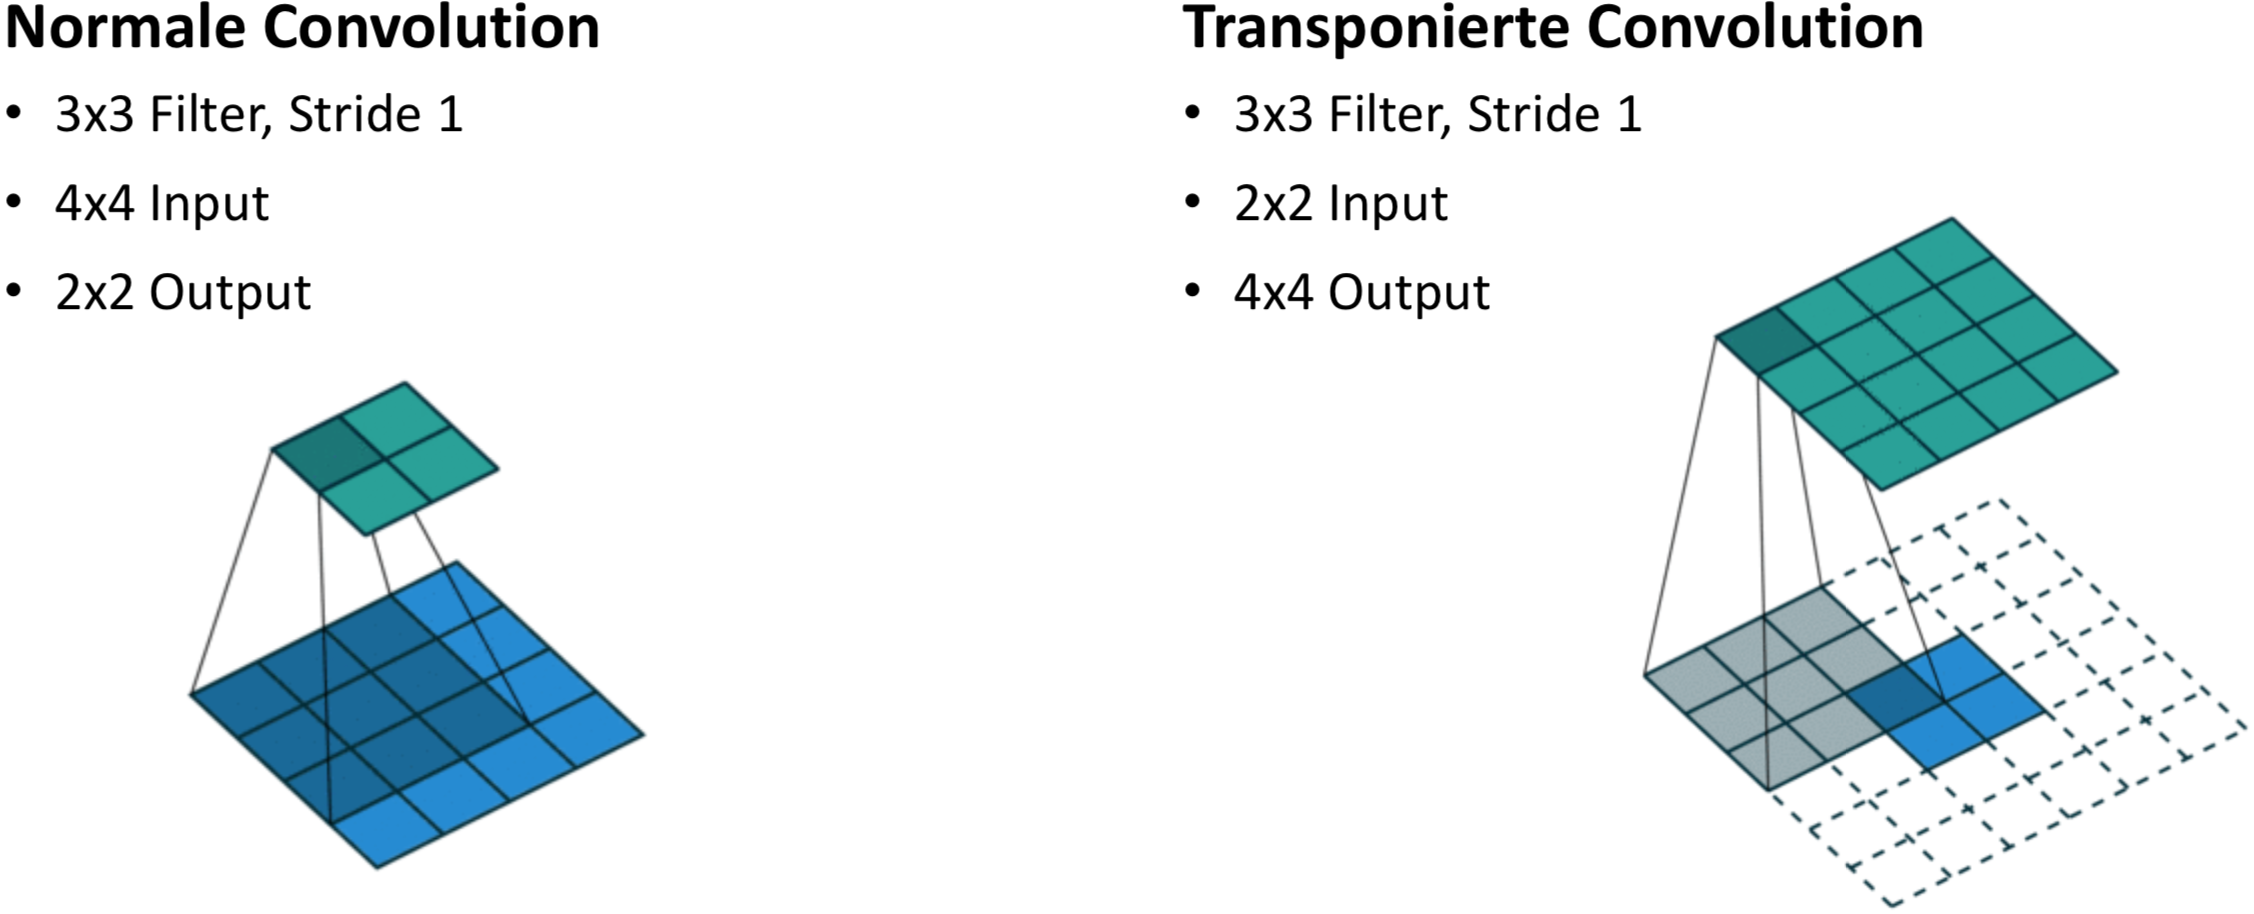 Normale Convolution
• 3x3 Filter, Stride 1
• 4x4 Input
• 2x2 Output
Transponierte Convolution
• 3x3 Filter, Stride 1
• 2x2 Input
• 4x4 Output